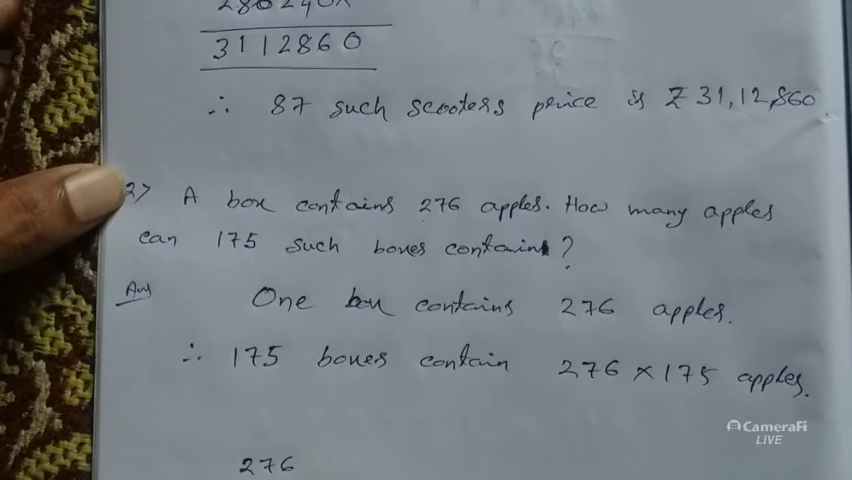 3112860
∴ 87 such scooters price is ₹ 31,12,860.
2> A box contains 276 apples. How many apples
can 175 such boxes contain?
Ans One box contains 276 apples.
∴ 175 boxes contain 276 × 175 apples.
CameraFi
LIVE
276